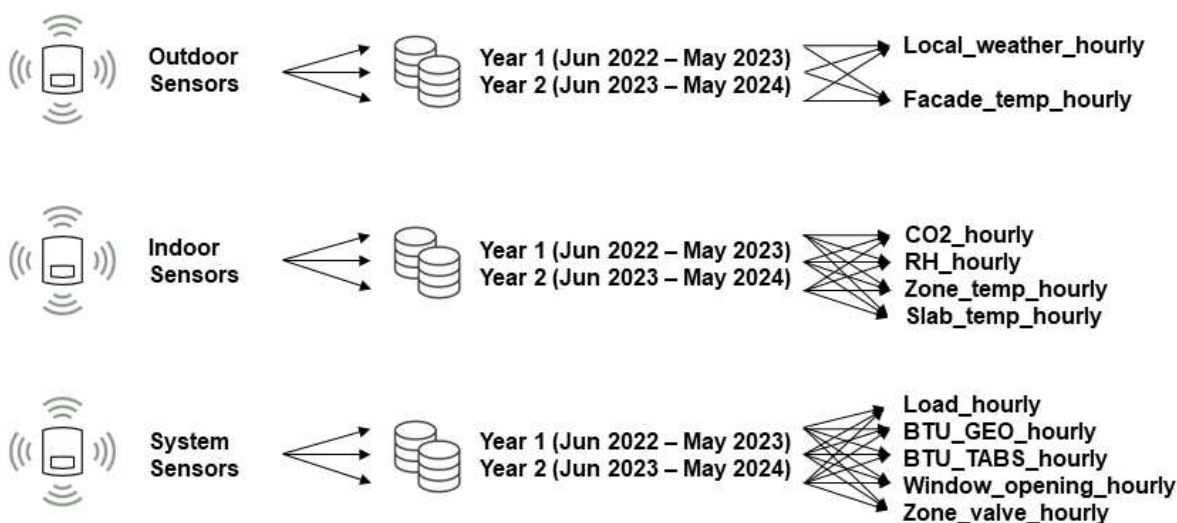 Outdoor
Sensors
Year 1 (Jun 2022 – May 2023)
Year 2 (Jun 2023 – May 2024)
Local_weather_hourly
Facade_temp_hourly
Indoor
Sensors
Year 1 (Jun 2022 – May 2023)
Year 2 (Jun 2023 – May 2024)
CO2_hourly
RH_hourly
Zone_temp_hourly
Slab_temp_hourly
System
Sensors
Year 1 (Jun 2022 – May 2023)
Year 2 (Jun 2023 – May 2024)
Load_hourly
BTU_GEO_hourly
BTU_TABS_hourly
Window_opening_hourly
Zone_valve_hourly